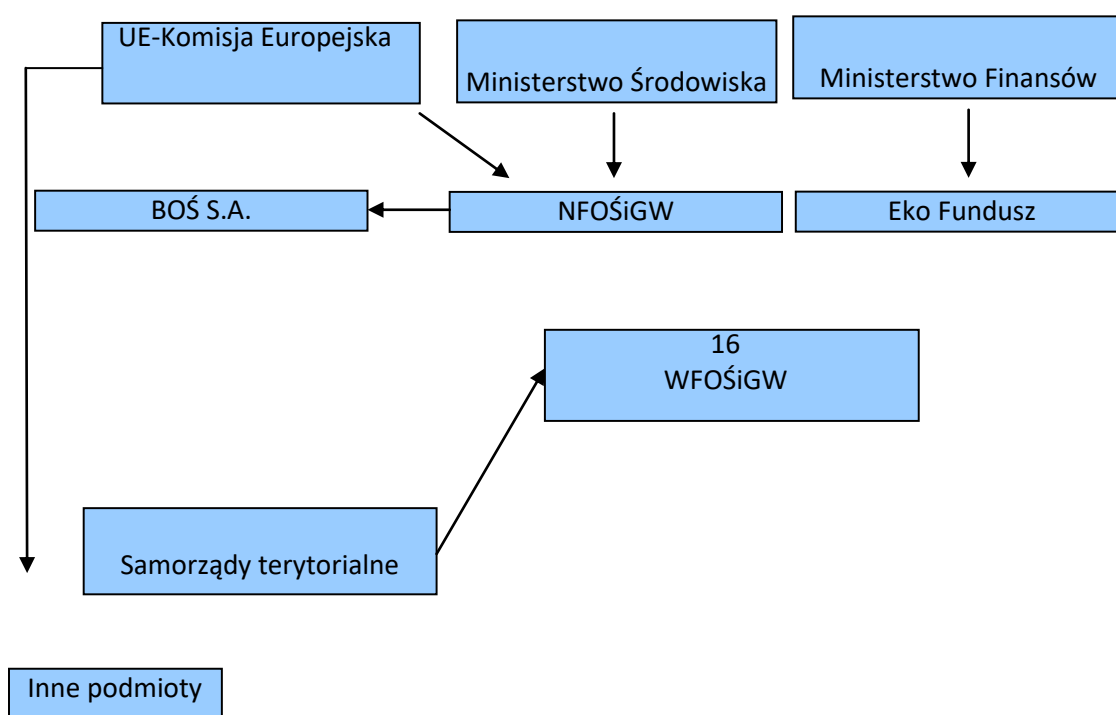 UE-Komisja Europejska
Ministerstwo Środowiska
Ministerstwo Finansów
BOŚ S.A.
NFOŚiGW
Eko Fundusz
16
WFOŚiGW
Samorządy terytorialne
Inne podmioty